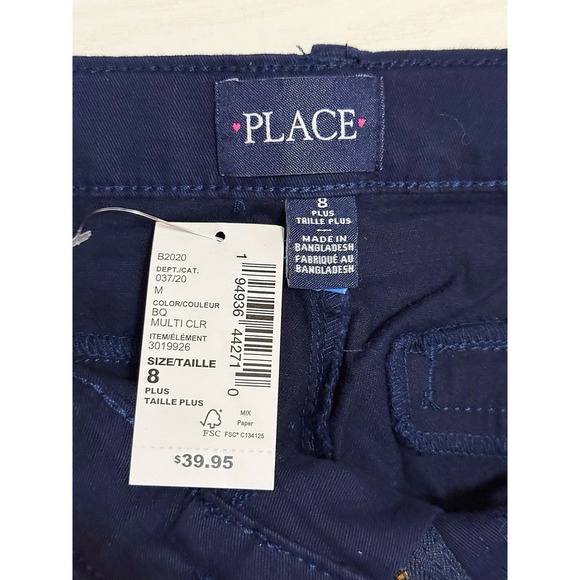 PLACE
8
PLUS
TAILLE PLUS
MADE IN
BANGLADESH
FABRIQUÉ AU
BANGLADESH
B2020
DEPT./CAT.
037/20
M
COLOR/COULEUR
BQ
MULTI CLR
ITEM/ELÉMENT
3019926
SIZE/TAILLE
8
PLUS
TAILLE PLUS
1 94936 44271 0
FSC
MIX
Paper
FSC® C134125
$39.95